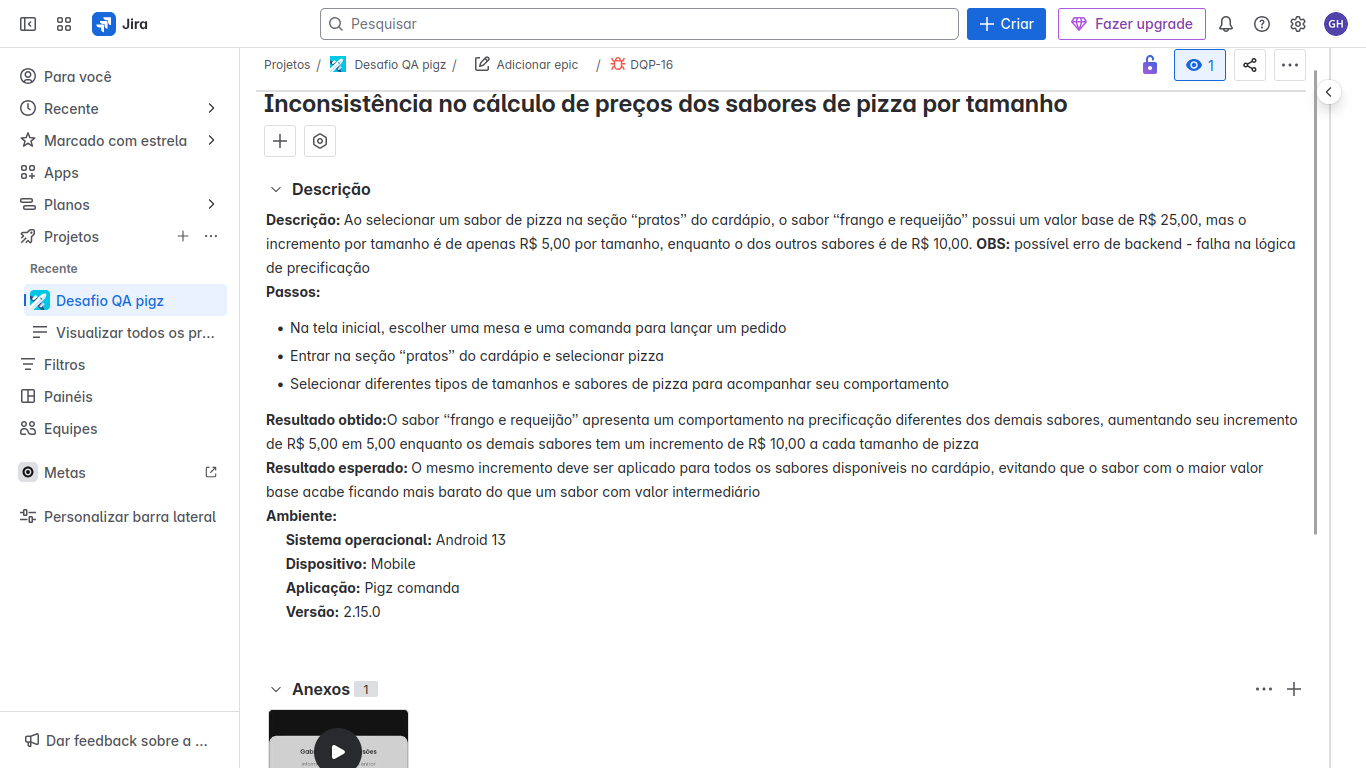 Jira
Pesquisar
Criar
Fazer upgrade
GH
Para você
Recente
Marcado com estrela
Apps
Planos
Projetos
Recente
Desafio QA pigz
Visualizar todos os pr...
Filtros
Painéis
Equipes
Metas
Personalizar barra lateral
Dar feedback sobre a ...
Projetos / Desafio QA pigz / Adicionar epic / DQP-16
1
Inconsistência no cálculo de preços dos sabores de pizza por tamanho
Descrição
Descrição: Ao selecionar um sabor de pizza na seção “pratos” do cardápio, o sabor “frango e requeijão” possui um valor base de R$ 25,00, mas o
incremento por tamanho é de apenas R$ 5,00 por tamanho, enquanto o dos outros sabores é de R$ 10,00. OBS: possível erro de backend - falha na lógica
de precificação
Passos:
• Na tela inicial, escolher uma mesa e uma comanda para lançar um pedido
• Entrar na seção “pratos” do cardápio e selecionar pizza
• Selecionar diferentes tipos de tamanhos e sabores de pizza para acompanhar seu comportamento
Resultado obtido:O sabor “frango e requeijão” apresenta um comportamento na precificação diferentes dos demais sabores, aumentando seu incremento
de R$ 5,00 em 5,00 enquanto os demais sabores tem um incremento de R$ 10,00 a cada tamanho de pizza
Resultado esperado: O mesmo incremento deve ser aplicado para todos os sabores disponíveis no cardápio, evitando que o sabor com o maior valor
base acabe ficando mais barato do que um sabor com valor intermediário
Ambiente:
Sistema operacional: Android 13
Dispositivo: Mobile
Aplicação: Pigz comanda
Versão: 2.15.0
Anexos 1